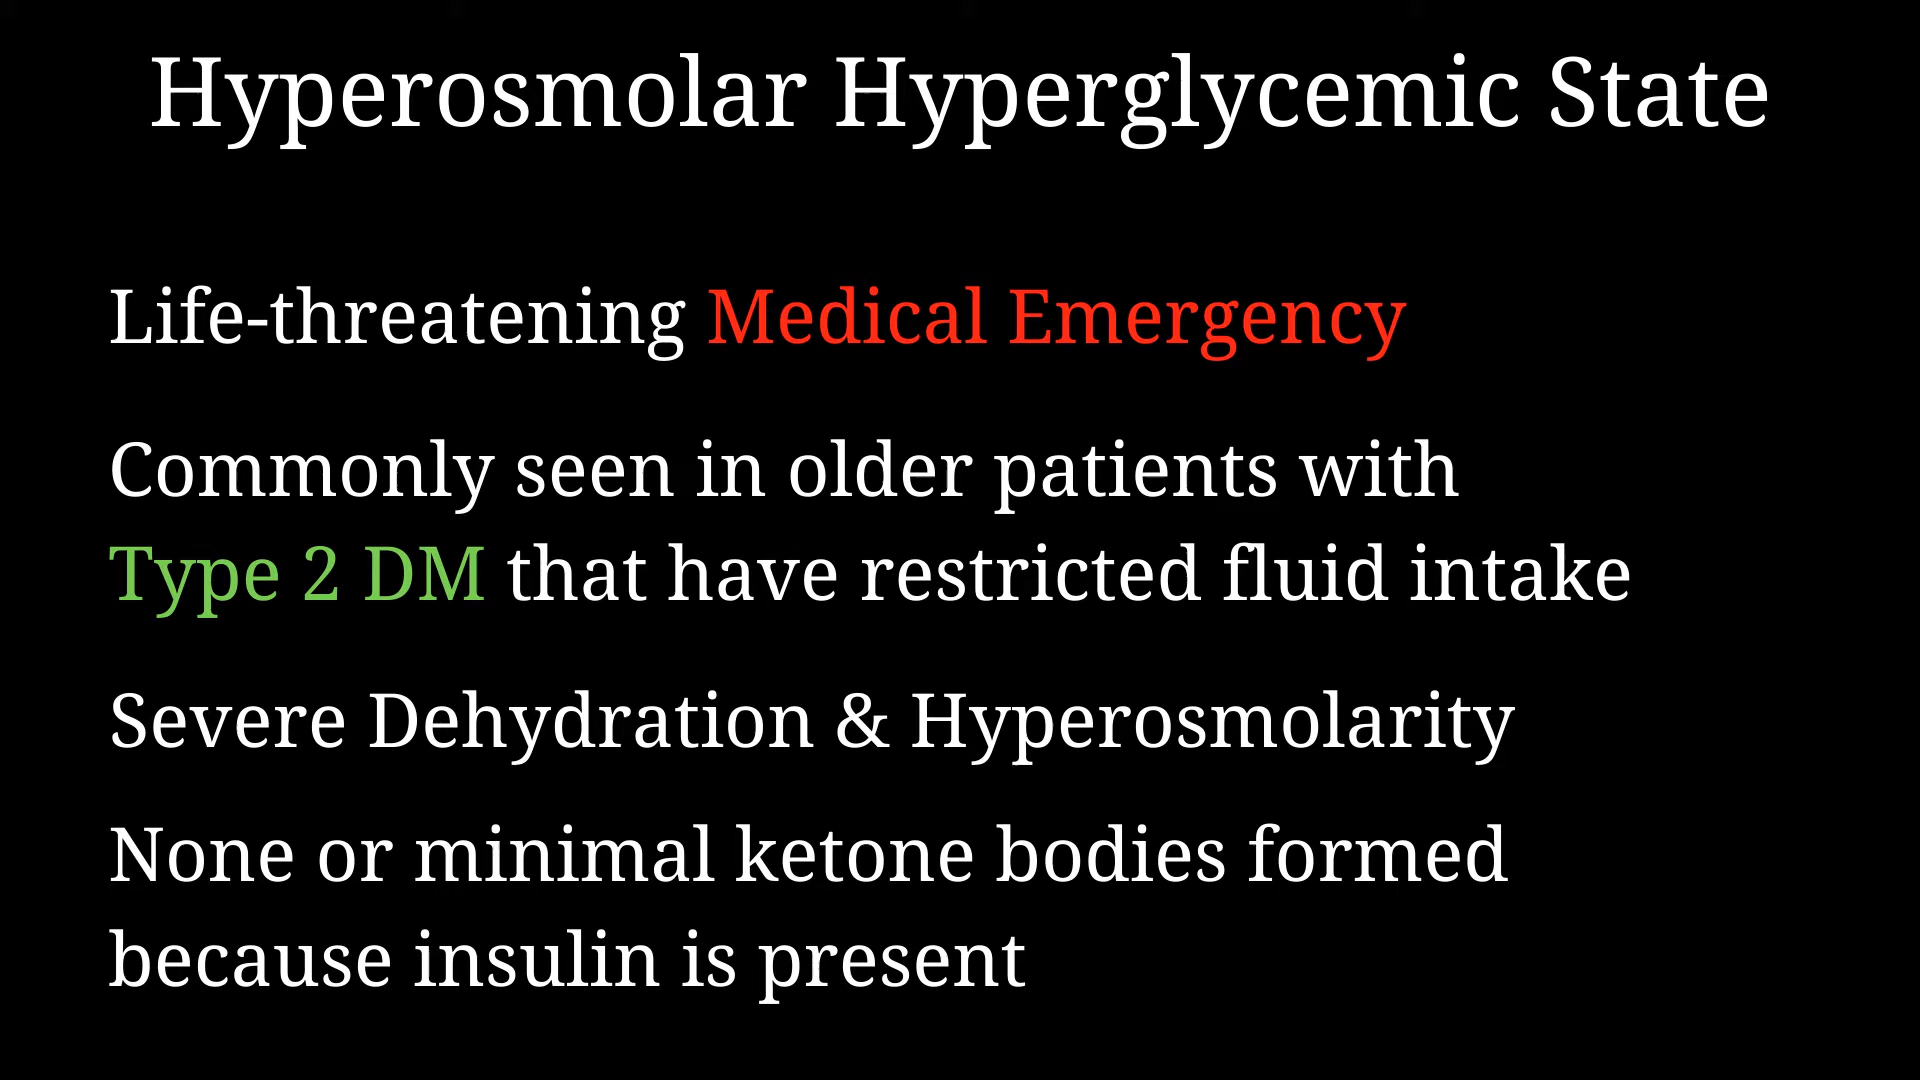 Hyperosmolar Hyperglycemic State
Life-threatening Medical Emergency
Commonly seen in older patients with
Type 2 DM that have restricted fluid intake
Severe Dehydration & Hyperosmolarity
None or minimal ketone bodies formed
because insulin is present